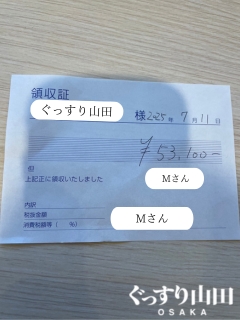 領収証
ぐっすり山田 様 2025年 7月 11日
¥53,100-
但
上記正に領収いたしました
Mさん
内訳
税抜金額
消費税額等( %)
Mさん
ぐっすり山田
OSAKA